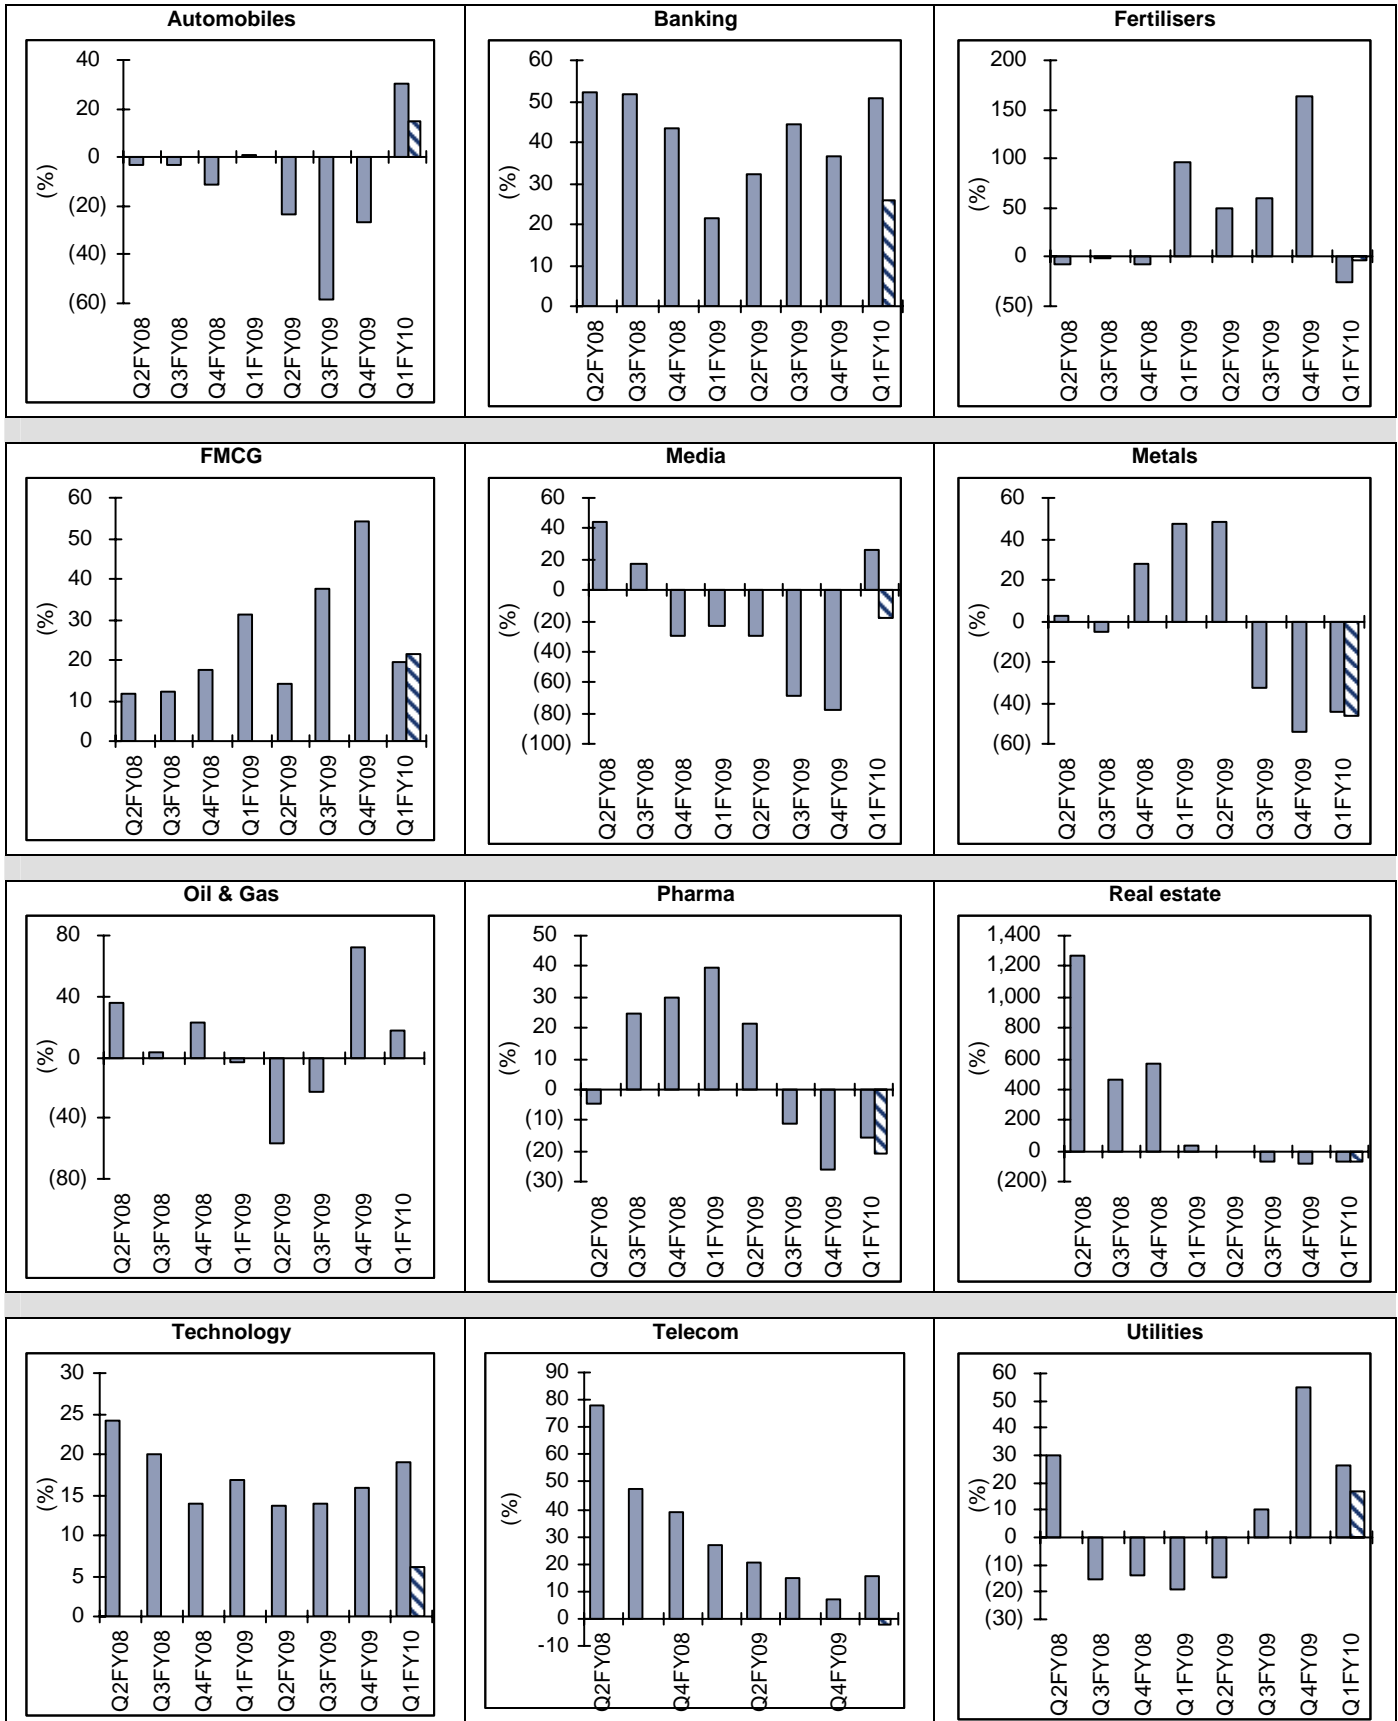 Automobiles
40
20
0
(20)
(40)
(60)
(%)
Q2FY08
Q3FY08
Q4FY08
Q1FY09
Q2FY09
Q3FY09
Q4FY09
Q1FY10
Banking
60
50
40
30
20
10
0
(%)
Q2FY08
Q3FY08
Q4FY08
Q1FY09
Q2FY09
Q3FY09
Q4FY09
Q1FY10
Fertilisers
200
150
100
50
0
(50)
(%)
Q2FY08
Q3FY08
Q4FY08
Q1FY09
Q2FY09
Q3FY09
Q4FY09
Q1FY10
FMCG
60
50
40
30
20
10
0
(%)
Q2FY08
Q3FY08
Q4FY08
Q1FY09
Q2FY09
Q3FY09
Q4FY09
Q1FY10
Media
60
40
20
0
(20)
(40)
(60)
(80)
(100)
(%)
Q2FY08
Q3FY08
Q4FY08
Q1FY09
Q2FY09
Q3FY09
Q4FY09
Q1FY10
Metals
60
40
20
0
(20)
(40)
(60)
(%)
Q2FY08
Q3FY08
Q4FY08
Q1FY09
Q2FY09
Q3FY09
Q4FY09
Q1FY10
Oil & Gas
80
40
0
(40)
(80)
(%)
Q2FY08
Q3FY08
Q4FY08
Q1FY09
Q2FY09
Q3FY09
Q4FY09
Q1FY10
Pharma
50
40
30
20
10
0
(10)
(20)
(30)
(%)
Q2FY08
Q3FY08
Q4FY08
Q1FY09
Q2FY09
Q3FY09
Q4FY09
Q1FY10
Real estate
1,400
1,200
1,000
800
600
400
200
0
(200)
(%)
Q2FY08
Q3FY08
Q4FY08
Q1FY09
Q2FY09
Q3FY09
Q4FY09
Q1FY10
Technology
30
25
20
15
10
5
0
(%)
Q2FY08
Q3FY08
Q4FY08
Q1FY09
Q2FY09
Q3FY09
Q4FY09
Q1FY10
Telecom
90
80
70
60
50
40
30
20
10
0
-10
(%)
Q2FY08
Q4FY08
Q2FY09
Q4FY09
Utilities
60
50
40
30
20
10
0
(10)
(20)
(30)
(%)
Q2FY08
Q3FY08
Q4FY08
Q1FY09
Q2FY09
Q3FY09
Q4FY09
Q1FY10